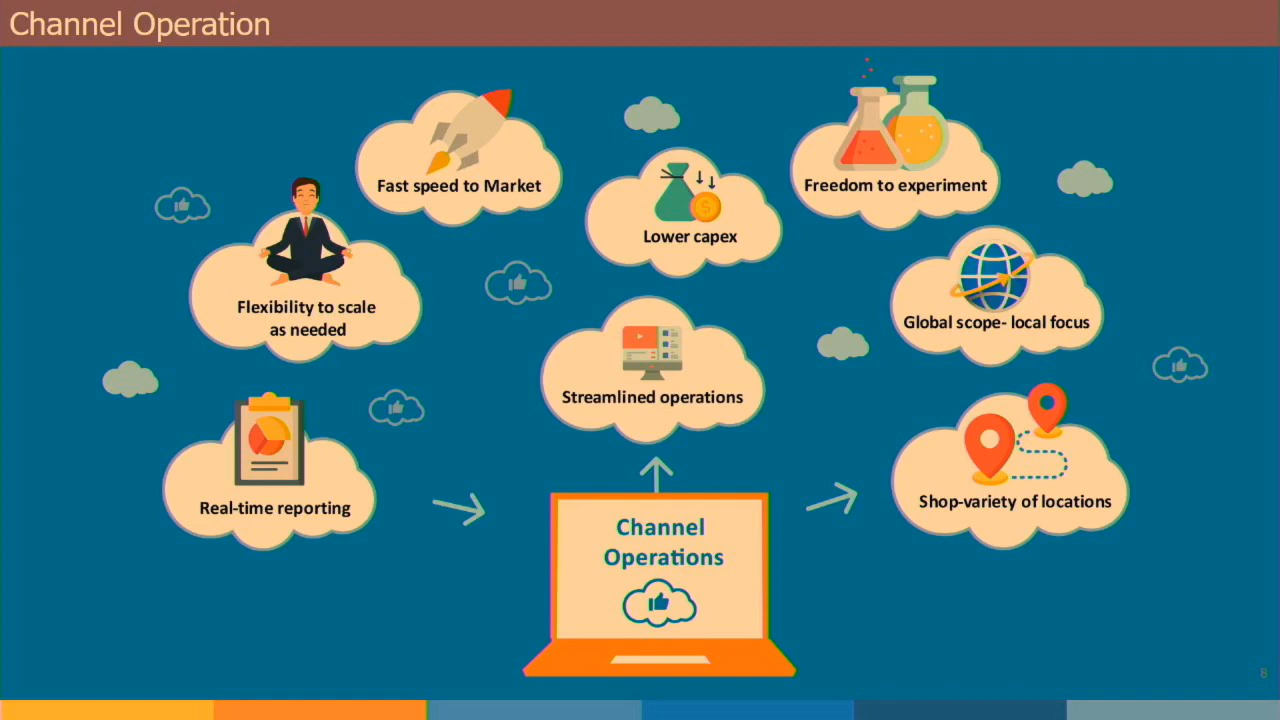 Channel Operation
Fast speed to Market
Freedom to experiment
Lower capex
Flexibility to scale
as needed
Global scope- local focus
Streamlined operations
Real-time reporting
Shop-variety of locations
Channel
Operations
$
8